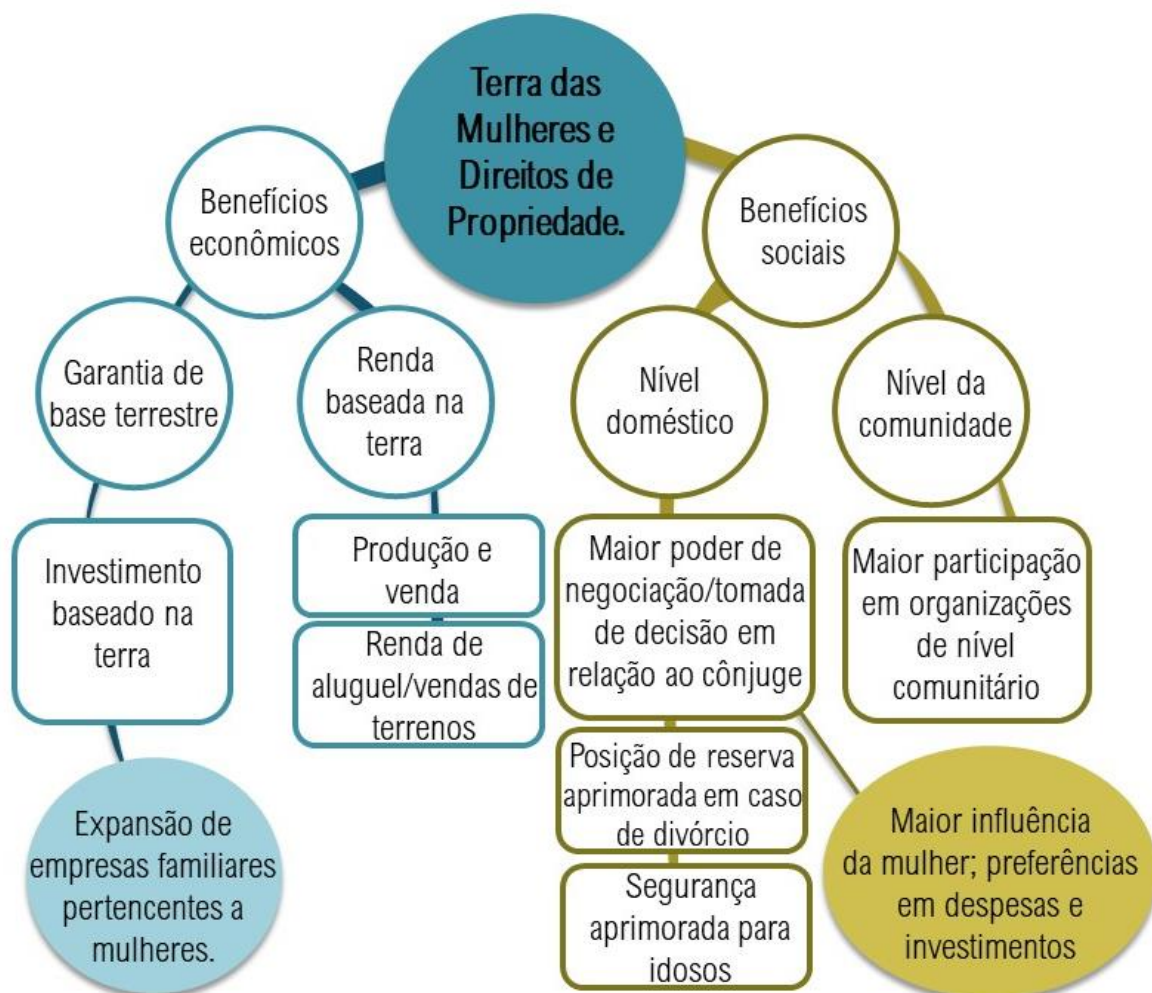 Terra das
Mulheres e
Direitos de
Propriedade.
Benefícios
econômicos
Benefícios
sociais
Garantia de
base terrestre
Renda
baseada na
terra
Nível
doméstico
Nível da
comunidade
Investimento
baseado na
terra
Produção e
venda
Renda de
aluguel/vendas de
terrenos
Maior poder de
negociação/tomada
de decisão em
relação ao cônjuge
Maior participação
em organizações
de nível
comunitário
Posição de reserva
aprimorada em caso
de divórcio
Segurança
aprimorada para
idosos
Expansão de
empresas familiares
pertencentes a
mulheres.
Maior influência
da mulher; preferências
em despesas e
investimentos